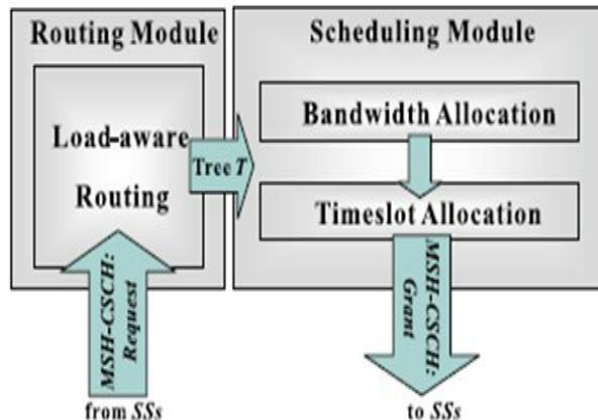 Routing Module
Load-aware
Routing
MSH-CSCH:
Request
from SSs
Tree T
Scheduling Module
Bandwidth Allocation
Timeslot Allocation
MSH-CSCH:
Grant
to SSs